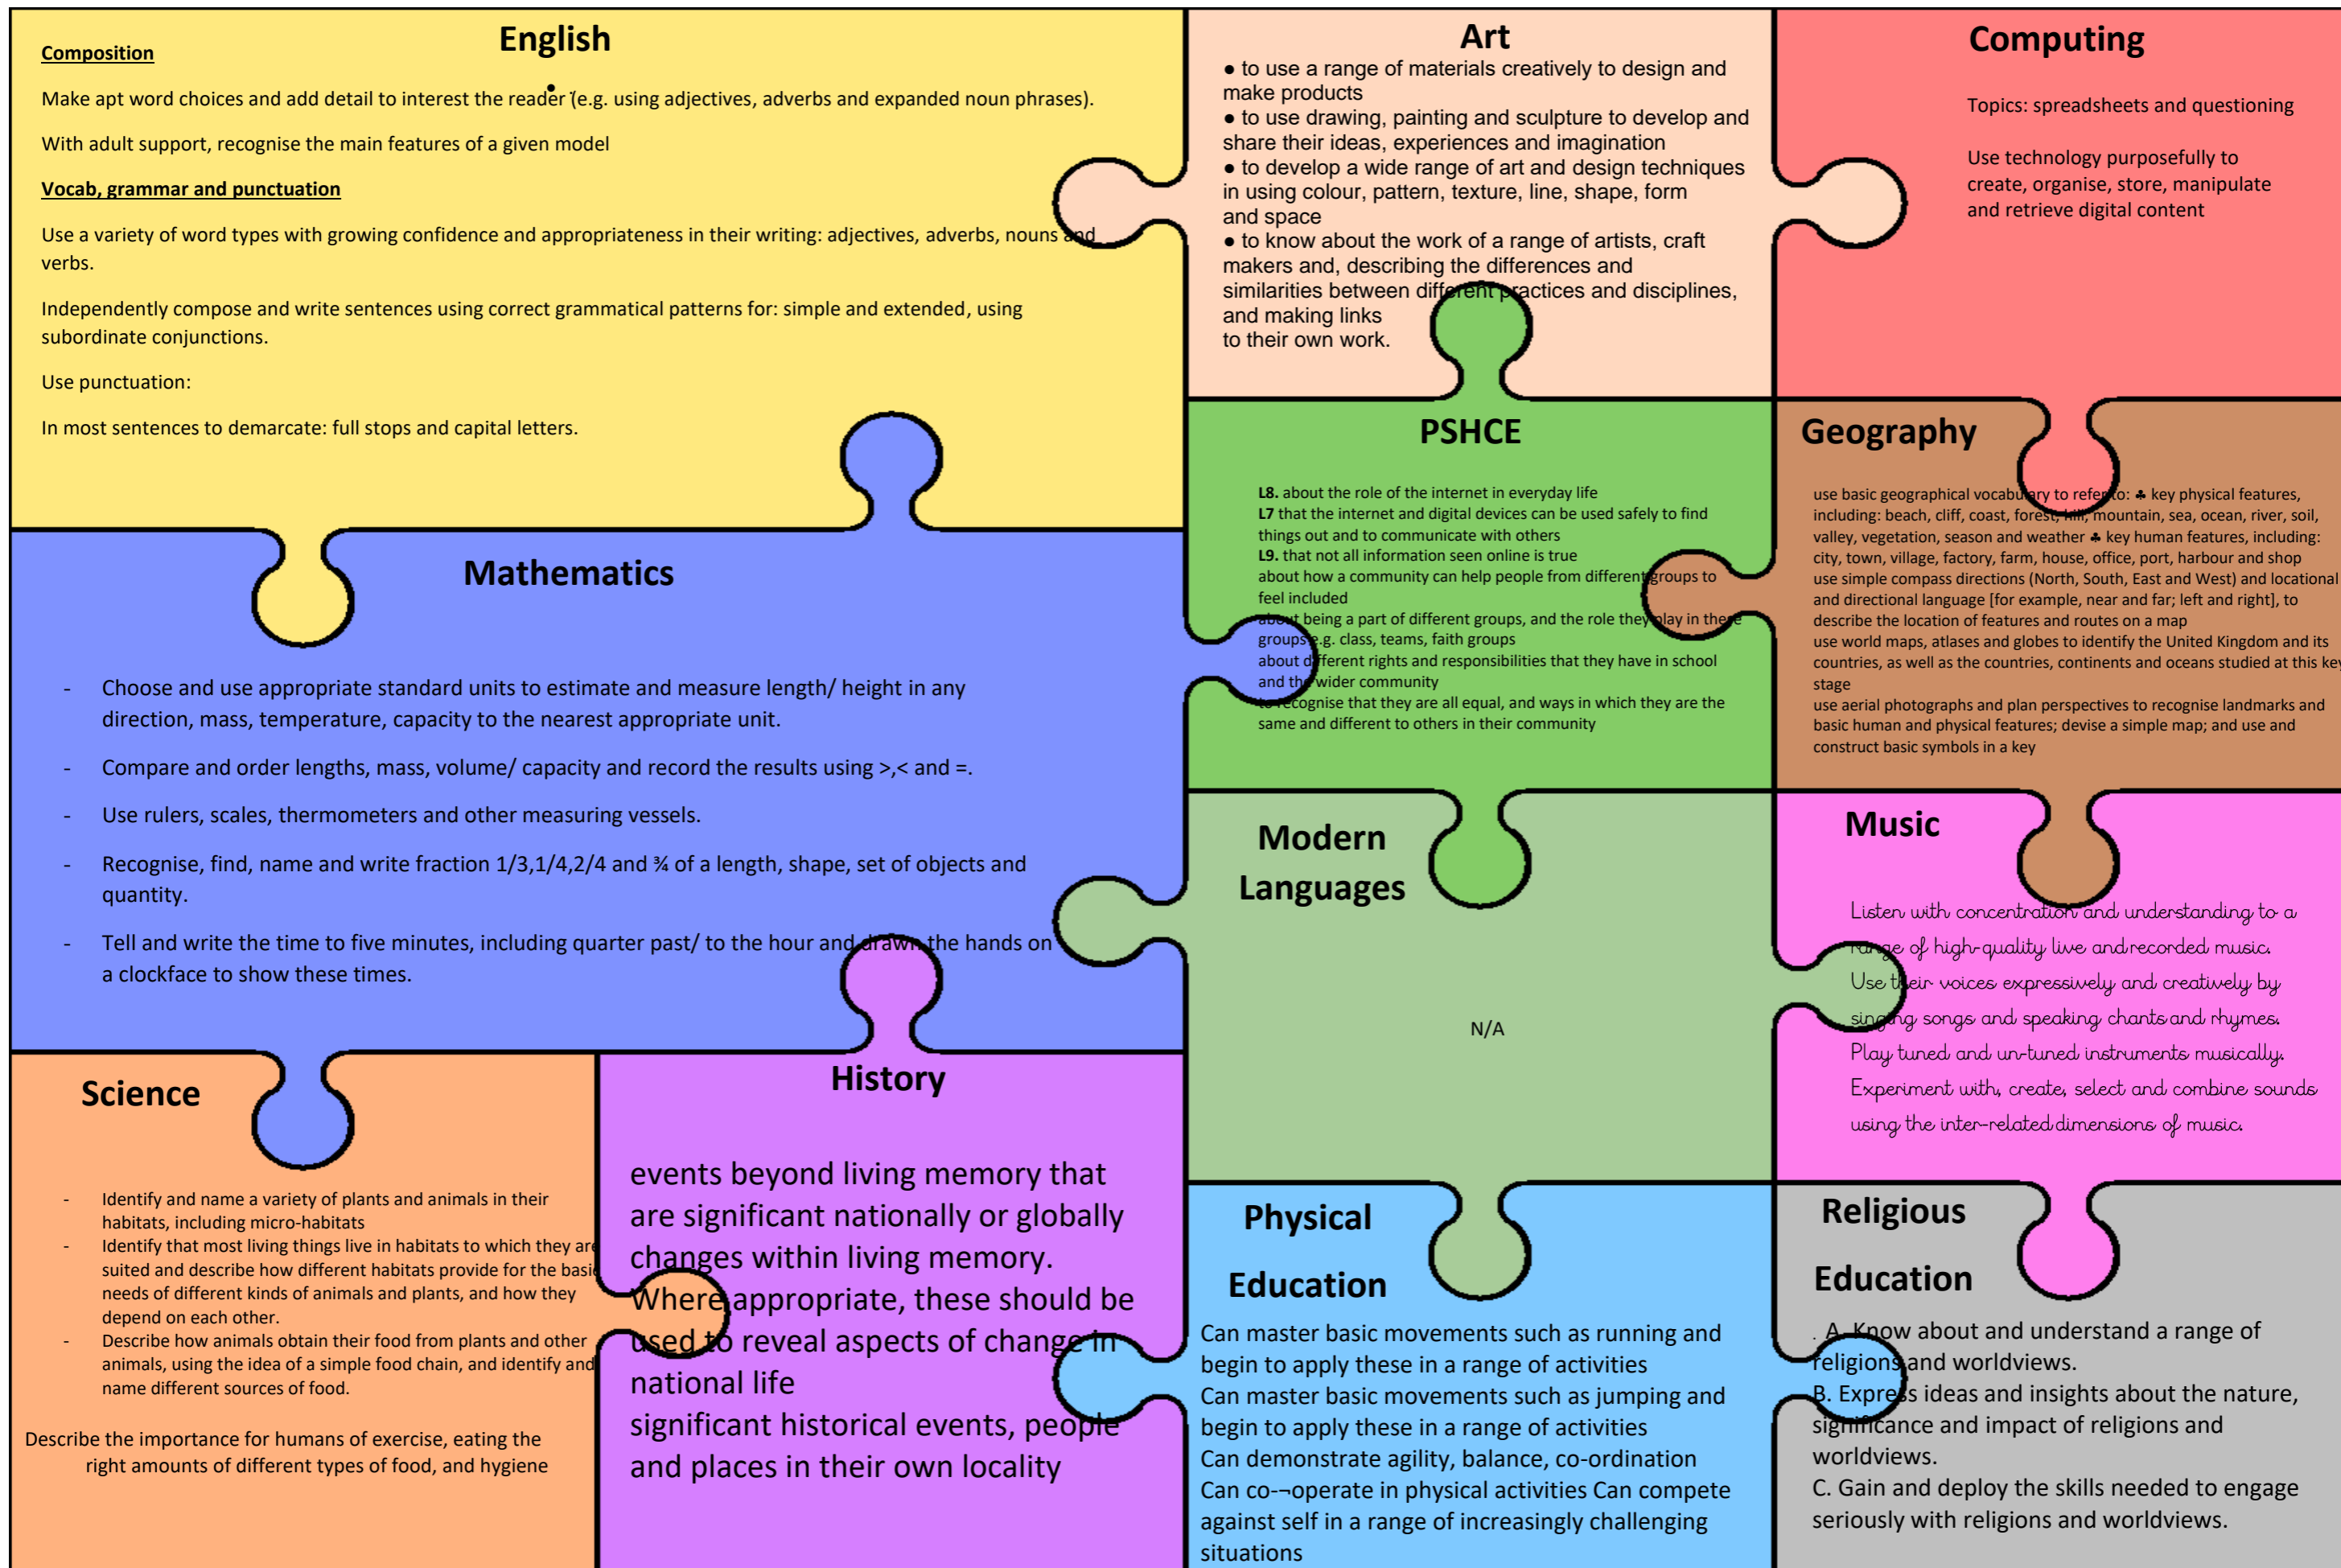 English
Composition
•
Make apt word choices and add detail to interest the reader (e.g. using adjectives, adverbs and expanded noun phrases).
With adult support, recognise the main features of a given model
Vocab, grammar and punctuation
Use a variety of word types with growing confidence and appropriateness in their writing: adjectives, adverbs, nouns and
verbs.
Independently compose and write sentences using correct grammatical patterns for: simple and extended, using
subordinate conjunctions.
Use punctuation:
In most sentences to demarcate: full stops and capital letters.
Art
● to use a range of materials creatively to design and
make products
● to use drawing, painting and sculpture to develop and
share their ideas, experiences and imagination
● to develop a wide range of art and design techniques
in using colour, pattern, texture, line, shape, form
and space
● to know about the work of a range of artists, craft
makers and, describing the differences and
similarities between different practices and disciplines,
and making links
to their own work.
Computing
Topics: spreadsheets and questioning
Use technology purposefully to
create, organise, store, manipulate
and retrieve digital content
Mathematics
- Choose and use appropriate standard units to estimate and measure length/ height in any
direction, mass, temperature, capacity to the nearest appropriate unit.
- Compare and order lengths, mass, volume/ capacity and record the results using >,< and =.
- Use rulers, scales, thermometers and other measuring vessels.
- Recognise, find, name and write fraction 1/3,1/4,2/4 and ¾ of a length, shape, set of objects and
quantity.
- Tell and write the time to five minutes, including quarter past/ to the hour and drawn the hands on
a clockface to show these times.
PSHCE
L8. about the role of the internet in everyday life
L7 that the internet and digital devices can be used safely to find
things out and to communicate with others
L9. that not all information seen online is true
about how a community can help people from different groups to
feel included
about being a part of different groups, and the role they play in these
groups e.g. class, teams, faith groups
about different rights and responsibilities that they have in school
and the wider community
to recognise that they are all equal, and ways in which they are the
same and different to others in their community
Geography
use basic geographical vocabulary to refer to: ♣ key physical features,
including: beach, cliff, coast, forest, hill, mountain, sea, ocean, river, soil,
valley, vegetation, season and weather ♣ key human features, including:
city, town, village, factory, farm, house, office, port, harbour and shop
use simple compass directions (North, South, East and West) and locational
and directional language [for example, near and far; left and right], to
describe the location of features and routes on a map
use world maps, atlases and globes to identify the United Kingdom and its
countries, as well as the countries, continents and oceans studied at this key
stage
use aerial photographs and plan perspectives to recognise landmarks and
basic human and physical features; devise a simple map; and use and
construct basic symbols in a key
Modern
Languages
N/A
Music
Listen with concentration and understanding to a
range of high-quality live and recorded music.
Use their voices expressively and creatively by
singing songs and speaking chants and rhymes.
Play tuned and un-tuned instruments musically.
Experiment with, create, select and combine sounds
using the inter-related dimensions of music.
Science
- Identify and name a variety of plants and animals in their
habitats, including micro-habitats
- Identify that most living things live in habitats to which they are
suited and describe how different habitats provide for the basic
needs of different kinds of animals and plants, and how they
depend on each other.
- Describe how animals obtain their food from plants and other
animals, using the idea of a simple food chain, and identify and
name different sources of food.
Describe the importance for humans of exercise, eating the
right amounts of different types of food, and hygiene
History
events beyond living memory that
are significant nationally or globally
changes within living memory.
Where appropriate, these should be
used to reveal aspects of change in
national life
significant historical events, people
and places in their own locality
Physical
Education
Can master basic movements such as running and
begin to apply these in a range of activities
Can master basic movements such as jumping and
begin to apply these in a range of activities
Can demonstrate agility, balance, co-ordination
Can co-¬operate in physical activities Can compete
against self in a range of increasingly challenging
situations
Religious
Education
. A. Know about and understand a range of
religions and worldviews.
B. Express ideas and insights about the nature,
significance and impact of religions and
worldviews.
C. Gain and deploy the skills needed to engage
seriously with religions and worldviews.